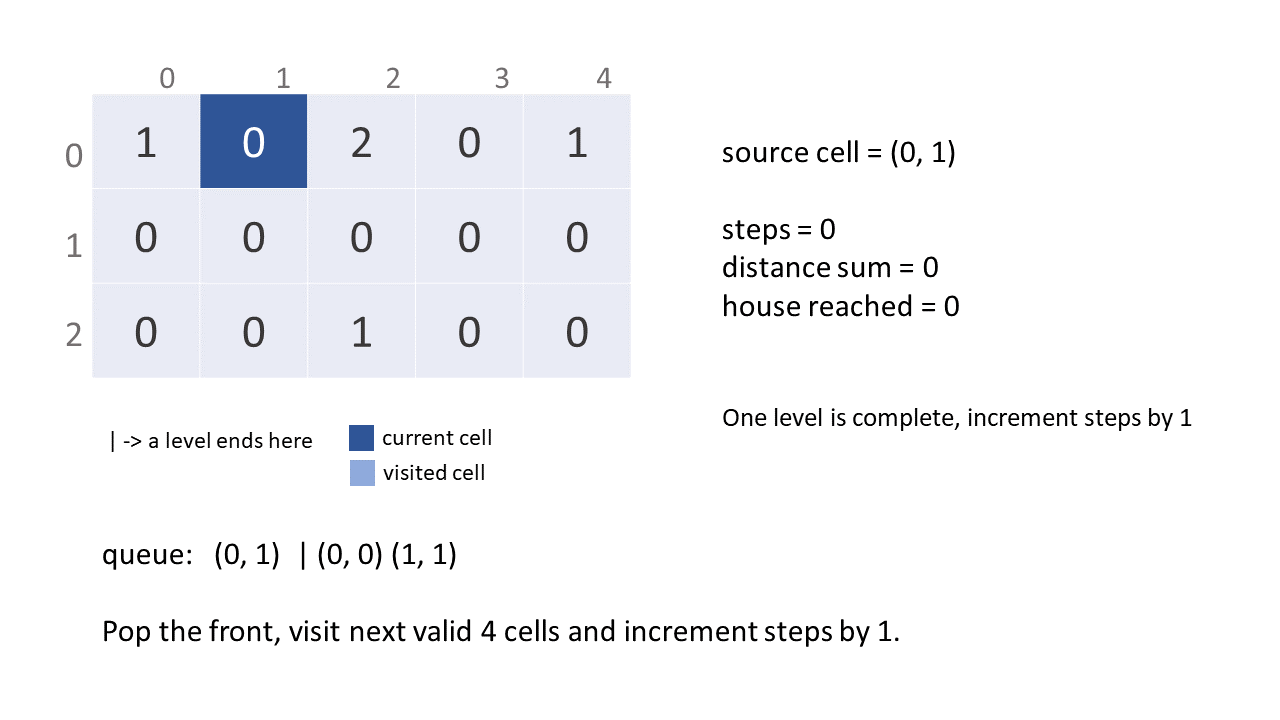 0 1 2 3 4
0 1 0 2 0 1
1 0 0 0 0 0
2 0 0 1 0 0
source cell = (0, 1)
steps = 0
distance sum = 0
house reached = 0
One level is complete, increment steps by 1
| -> a level ends here
current cell
visited cell
queue: (0, 1) | (0, 0) (1, 1)
Pop the front, visit next valid 4 cells and increment steps by 1.